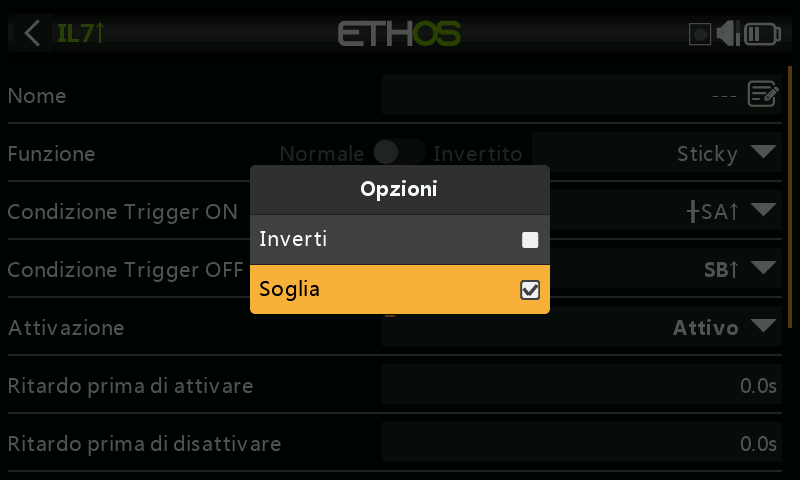 IL7↑ ETHOS
Nome ---
Funzione Normale Invertito Sticky
Condizione Trigger ON ╂SA↑
Condizione Trigger OFF SB↑
Attivazione Attivo
Ritardo prima di attivare 0.0s
Ritardo prima di disattivare 0.0s
Opzioni
Inverti
Soglia